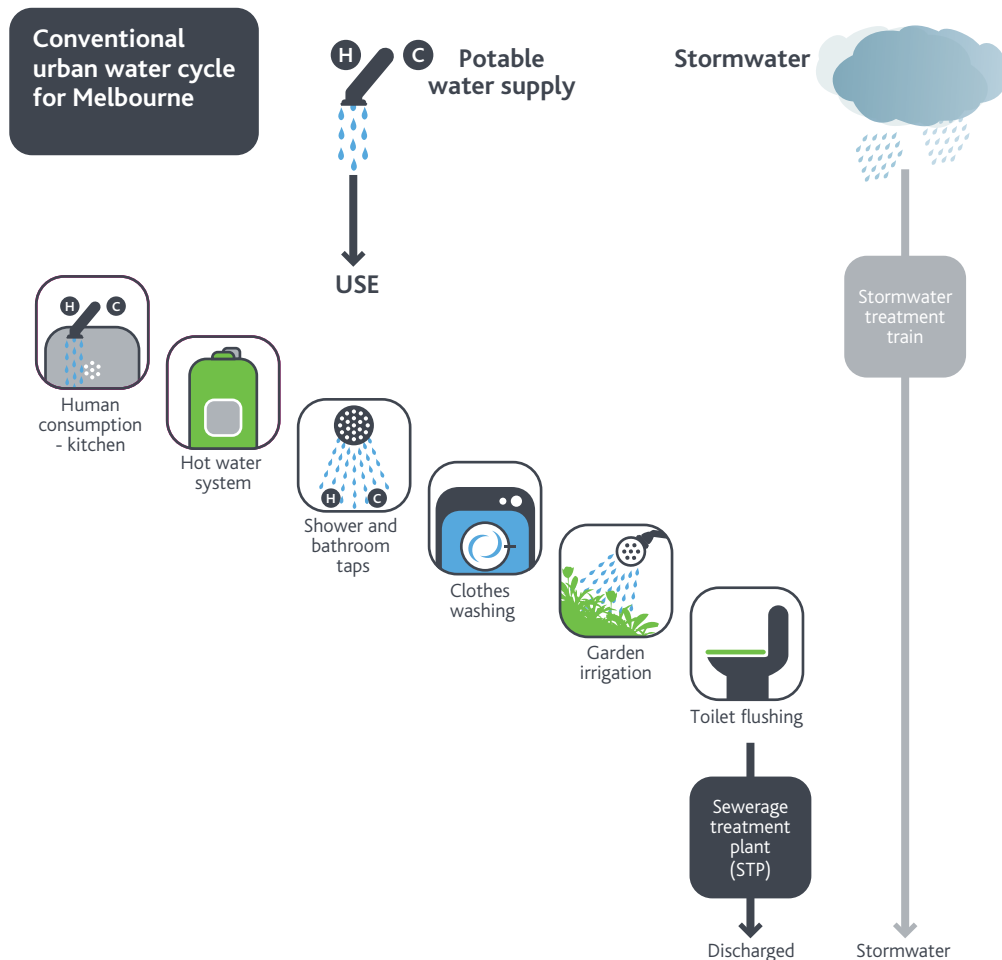 Conventional
urban water cycle
for Melbourne
H C
Potable
water supply
Stormwater
USE
Stormwater
treatment
train
H C
Human
consumption
- kitchen
Hot water
system
H C
Shower and
bathroom
taps
Clothes
washing
Garden
irrigation
Toilet flushing
Sewerage
treatment
plant
(STP)
Discharged
Stormwater